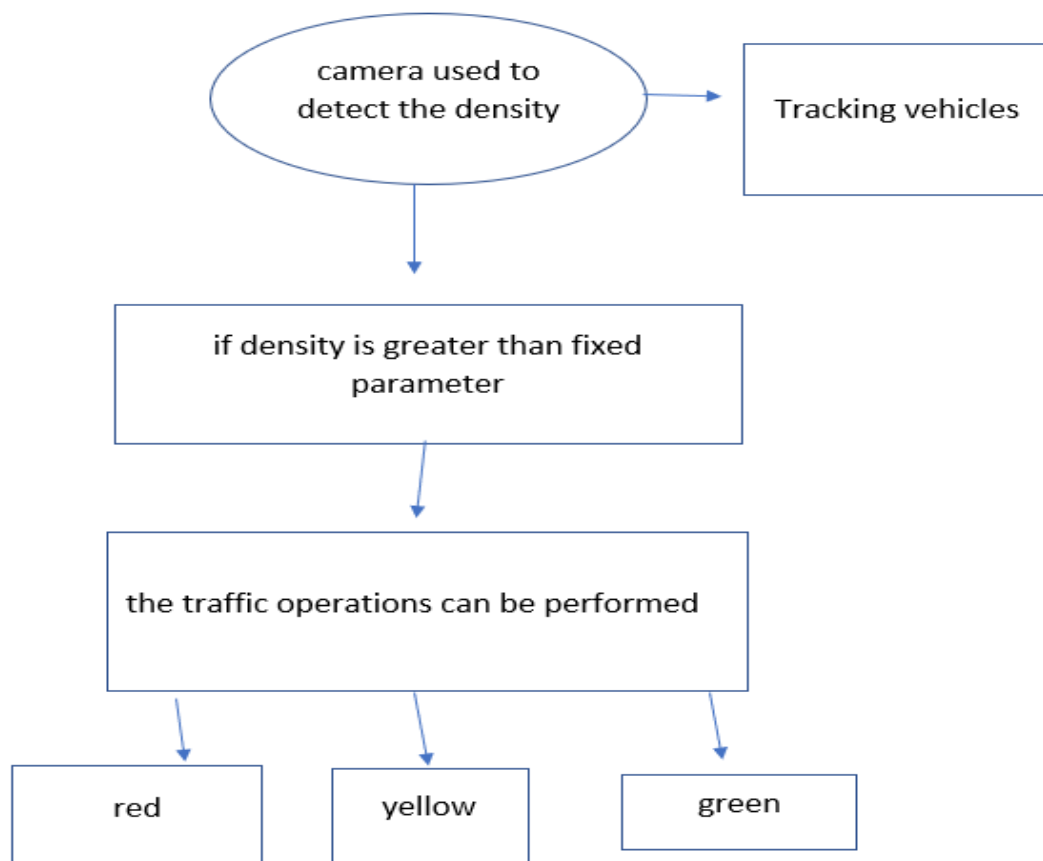 camera used to
detect the density
Tracking vehicles
if density is greater than fixed
parameter
the traffic operations can be performed
red
yellow
green